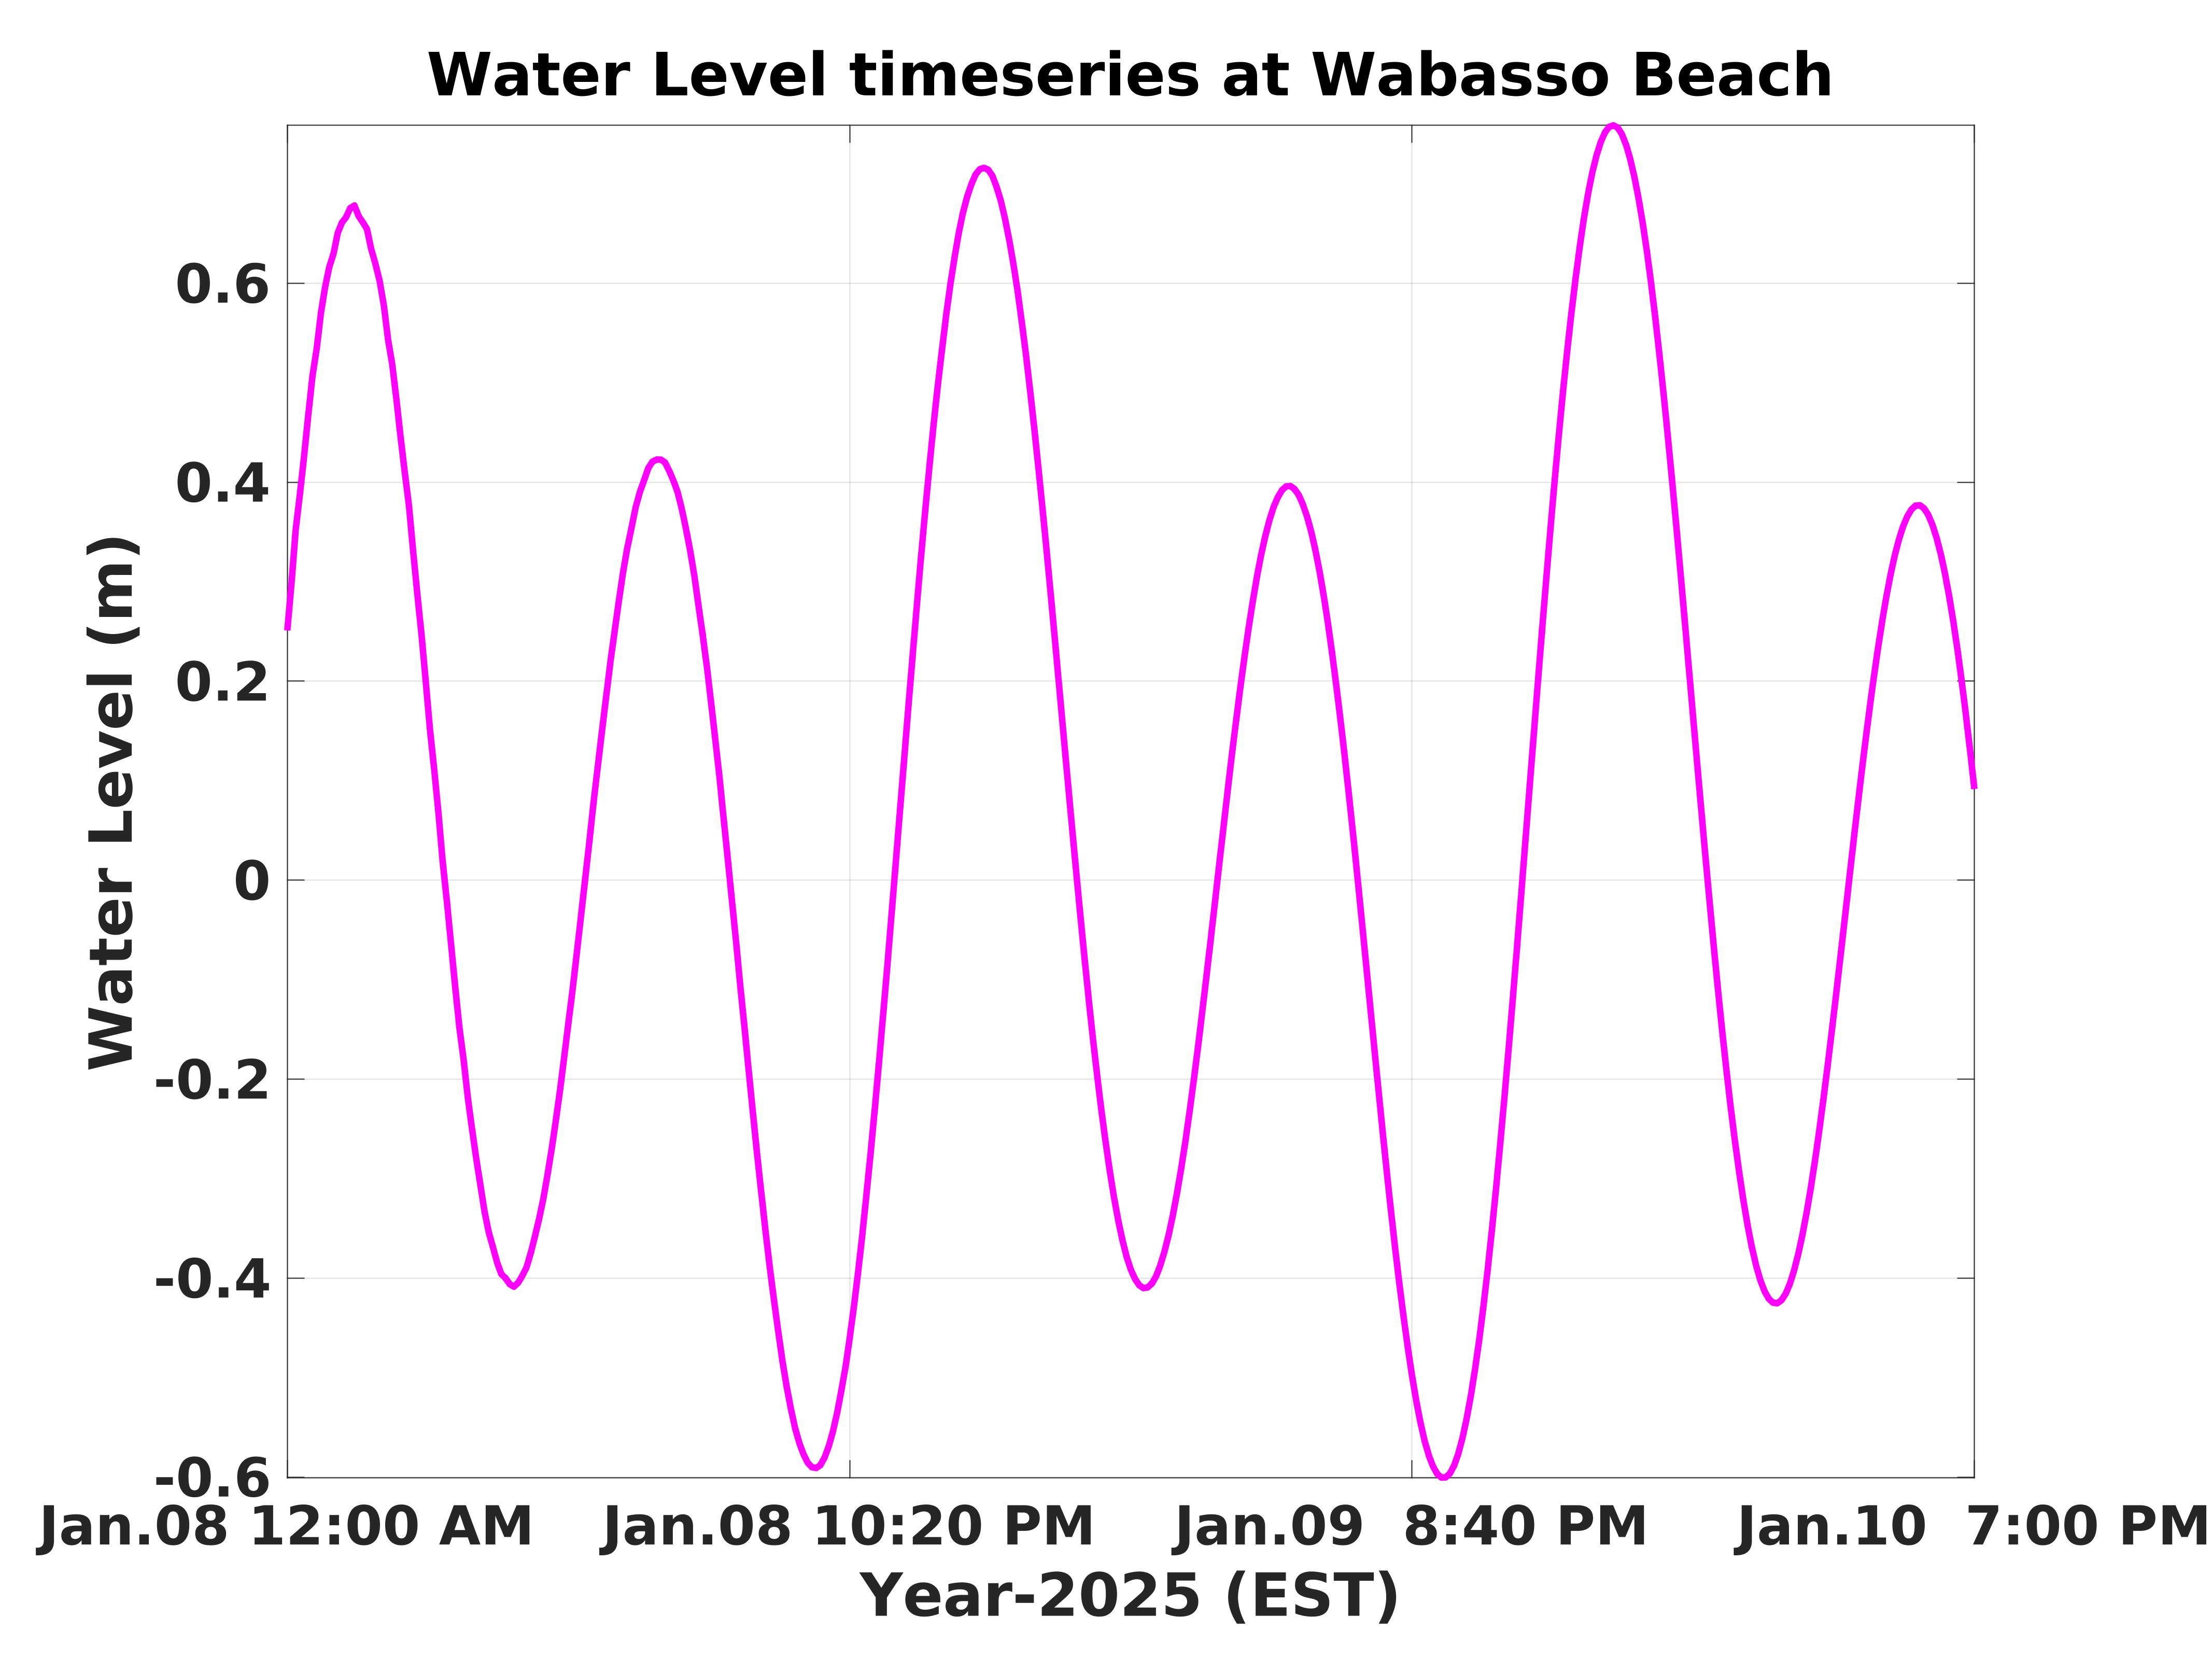 Water Level timeseries at Wabasso Beach
Water Level (m)
0.6
0.4
0.2
0
-0.2
-0.4
-0.6
Jan.08 12:00 AM Jan.08 10:20 PM Jan.09 8:40 PM Jan.10 7:00 PM
Year-2025 (EST)